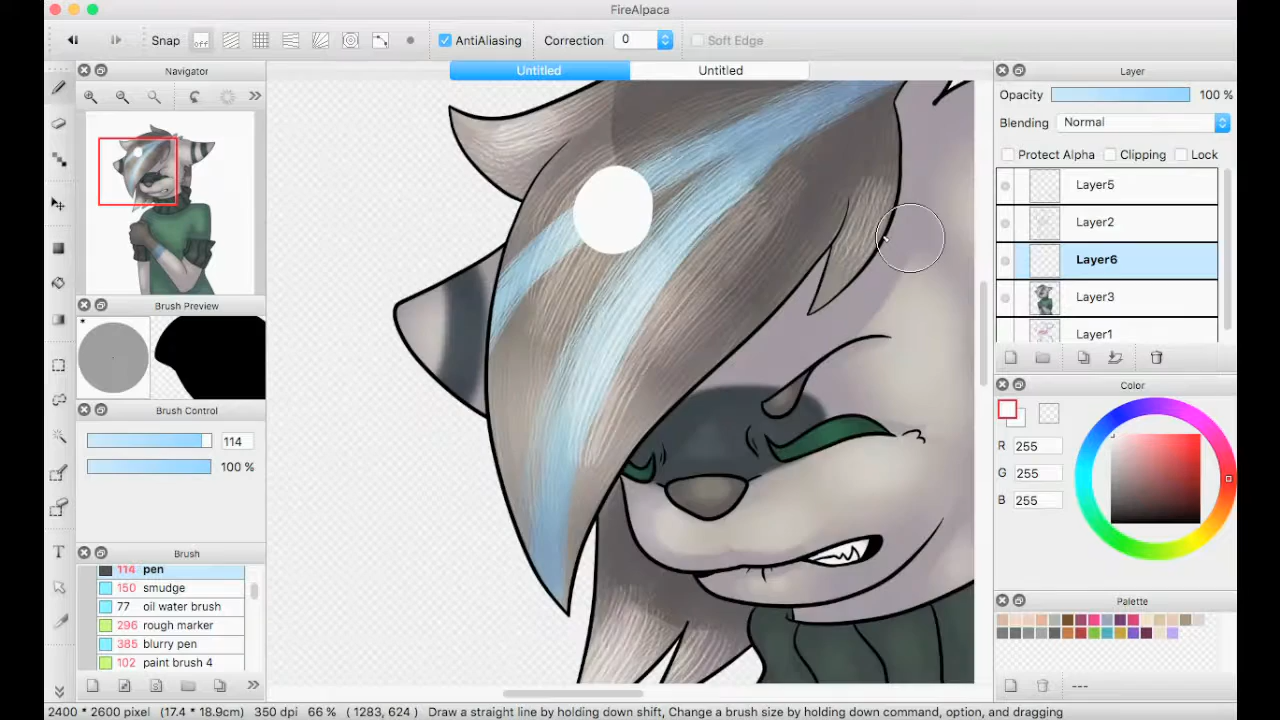 FireAlpaca
Snap off AntiAliasing Correction 0 Soft Edge
Untitled Untitled
Navigator
Brush Preview
Brush Control
114
100 %
Brush
114 pen
150 smudge
77 oil water brush
296 rough marker
385 blurry pen
102 paint brush 4
Layer
Opacity 100 %
Blending Normal
Protect Alpha Clipping Lock
Layer5
Layer2
Layer6
Layer3
Layer1
Color
R 255
G 255
B 255
Palette
---
2400 * 2600 pixel (17.4 * 18.9cm) 350 dpi 66 % ( 1283, 624 ) Draw a straight line by holding down shift, Change a brush size by holding down command, option, and dragging